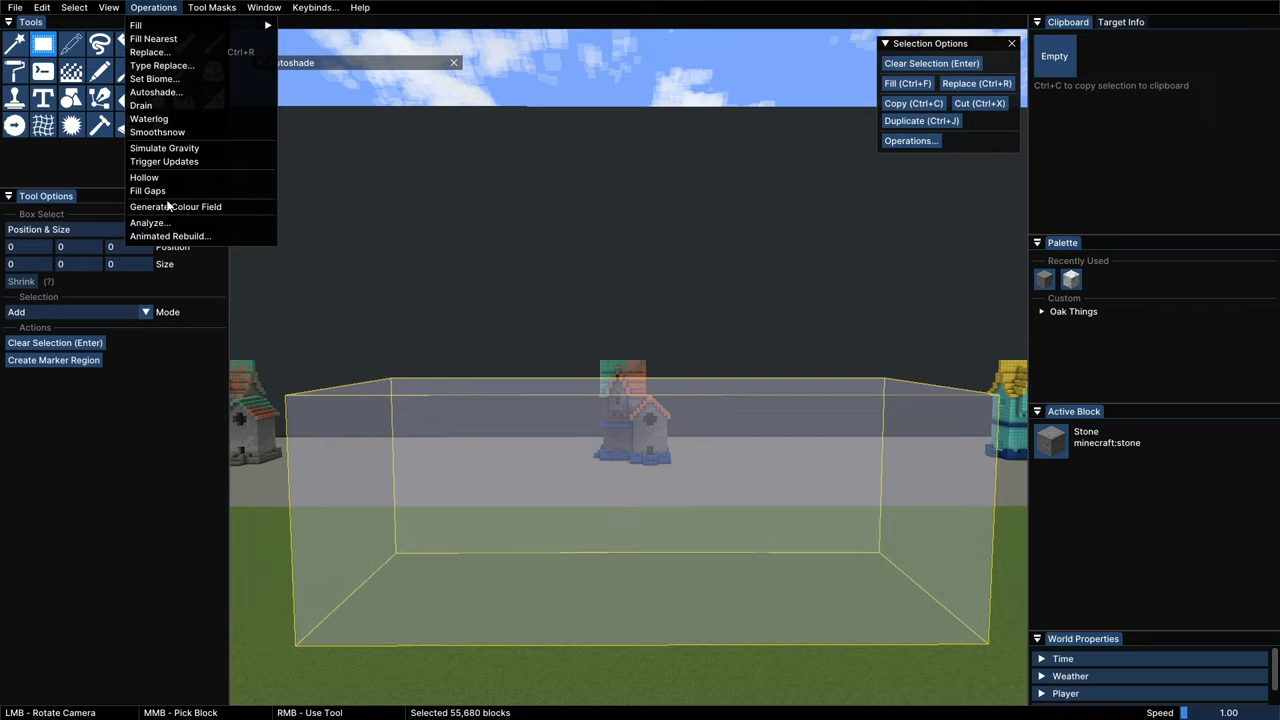 File Edit Select View Operations Tool Masks Window Keybinds... Help
Tools
Fill
Fill Nearest
Replace... Ctrl+R
Type Replace...
Set Biome...
Autoshade...
Drain
Waterlog
Smoothsnow
Simulate Gravity
Trigger Updates
Hollow
Fill Gaps
Generate Colour Field
Analyze...
Animated Rebuild...
Tool Options
Box Select
Position & Size
0 0 0 Position
0 0 0 Size
Shrink (?)
Selection
Add Mode
Actions
Clear Selection (Enter)
Create Marker Region
Selection Options
Clear Selection (Enter)
Fill (Ctrl+F) Replace (Ctrl+R)
Copy (Ctrl+C) Cut (Ctrl+X)
Duplicate (Ctrl+J)
Operations...
Clipboard Target Info
Empty
Ctrl+C to copy selection to clipboard
Palette
Recently Used
Custom
Oak Things
Active Block
Stone
minecraft:stone
World Properties
Time
Weather
Player
LMB - Rotate Camera MMB - Pick Block RMB - Use Tool Selected 55,680 blocks Speed 1.00